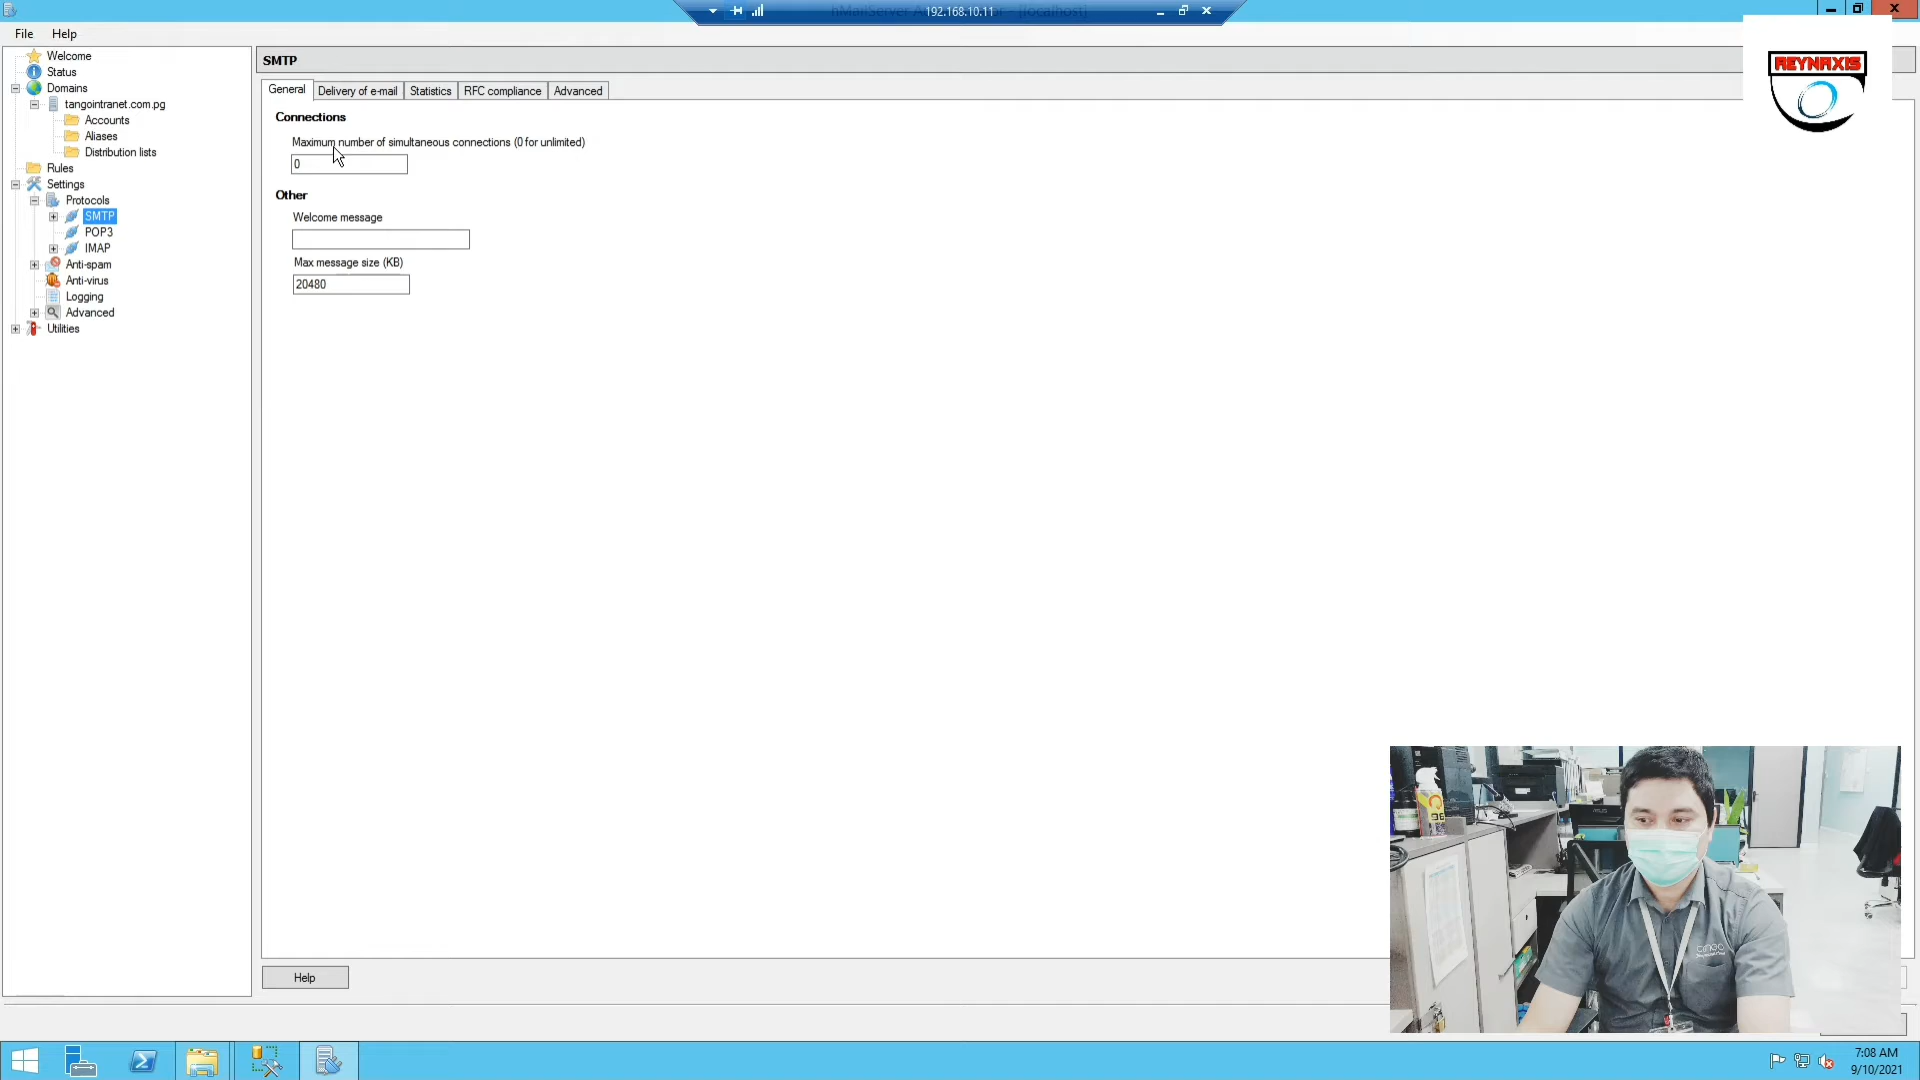 hMailServer Administrator - [localhost]
192.168.10.11
File Help
Welcome
Status
Domains
tangointranet.com.pg
Accounts
Aliases
Distribution lists
Rules
Settings
Protocols
SMTP
POP3
IMAP
Anti-spam
Anti-virus
Logging
Advanced
Utilities
SMTP
General Delivery of e-mail Statistics RFC compliance Advanced
Connections
Maximum number of simultaneous connections (0 for unlimited)
0
Other
Welcome message
Max message size (KB)
20480
Help
REYNAXIS
7:08 AM
9/10/2021